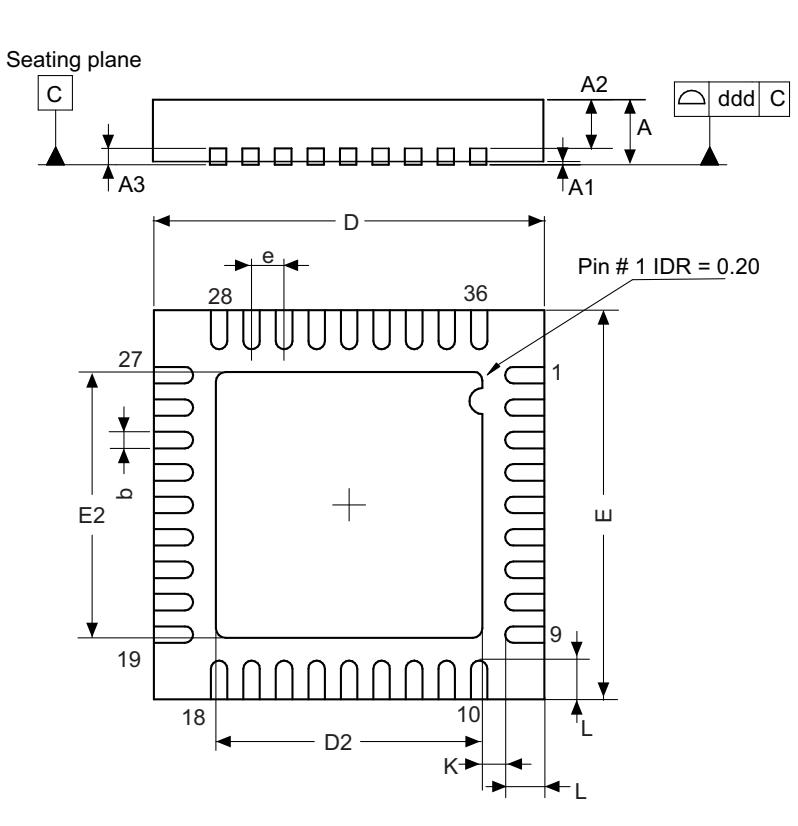 Seating plane
C
A2
ddd C
A
A3
A1
D
e
Pin # 1 IDR = 0.20
28
36
27
1
b
E2
E
9
19
18
10
D2
L
K
L